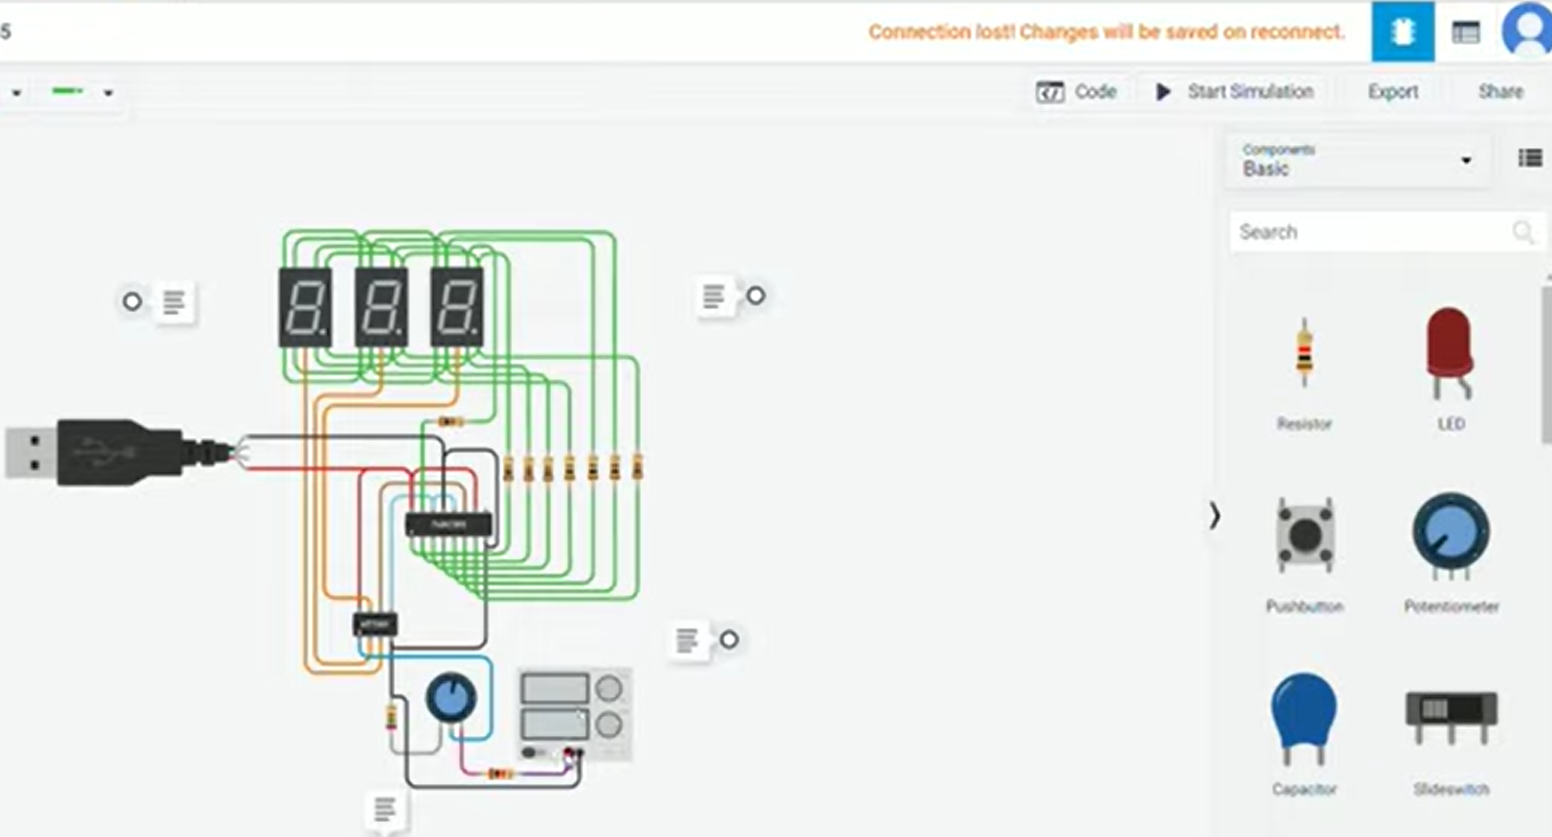 5
Connection lost! Changes will be saved on reconnect.
Code
Start Simulation
Export
Share
Components
Basic
Search
Resistor
LED
Pushbutton
Potentiometer
Capacitor
Slideswitch